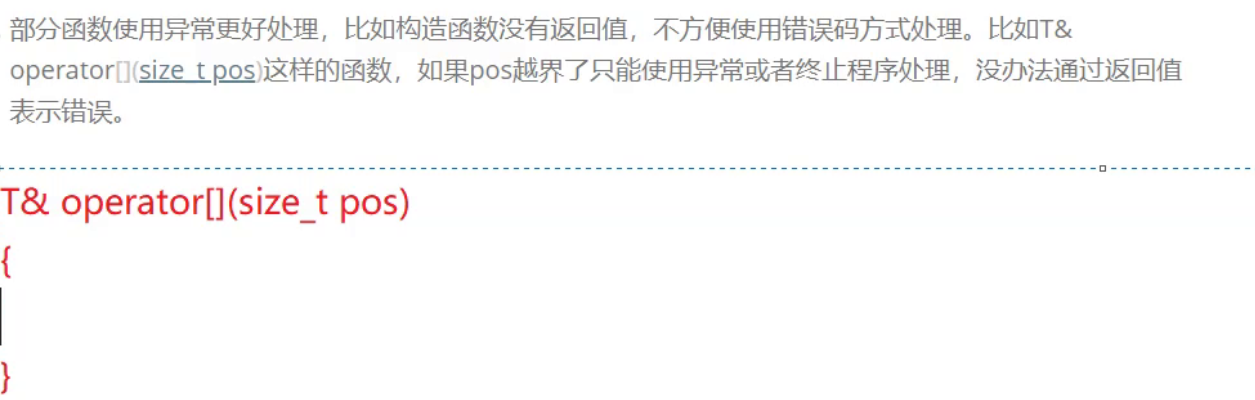 部分函数使用异常更好处理，比如构造函数没有返回值，不方便使用错误码方式处理。比如T&
operator[](size_t pos)这样的函数，如果pos越界了只能使用异常或者终止程序处理，没办法通过返回值
表示错误。
T& operator[](size_t pos)
{
}